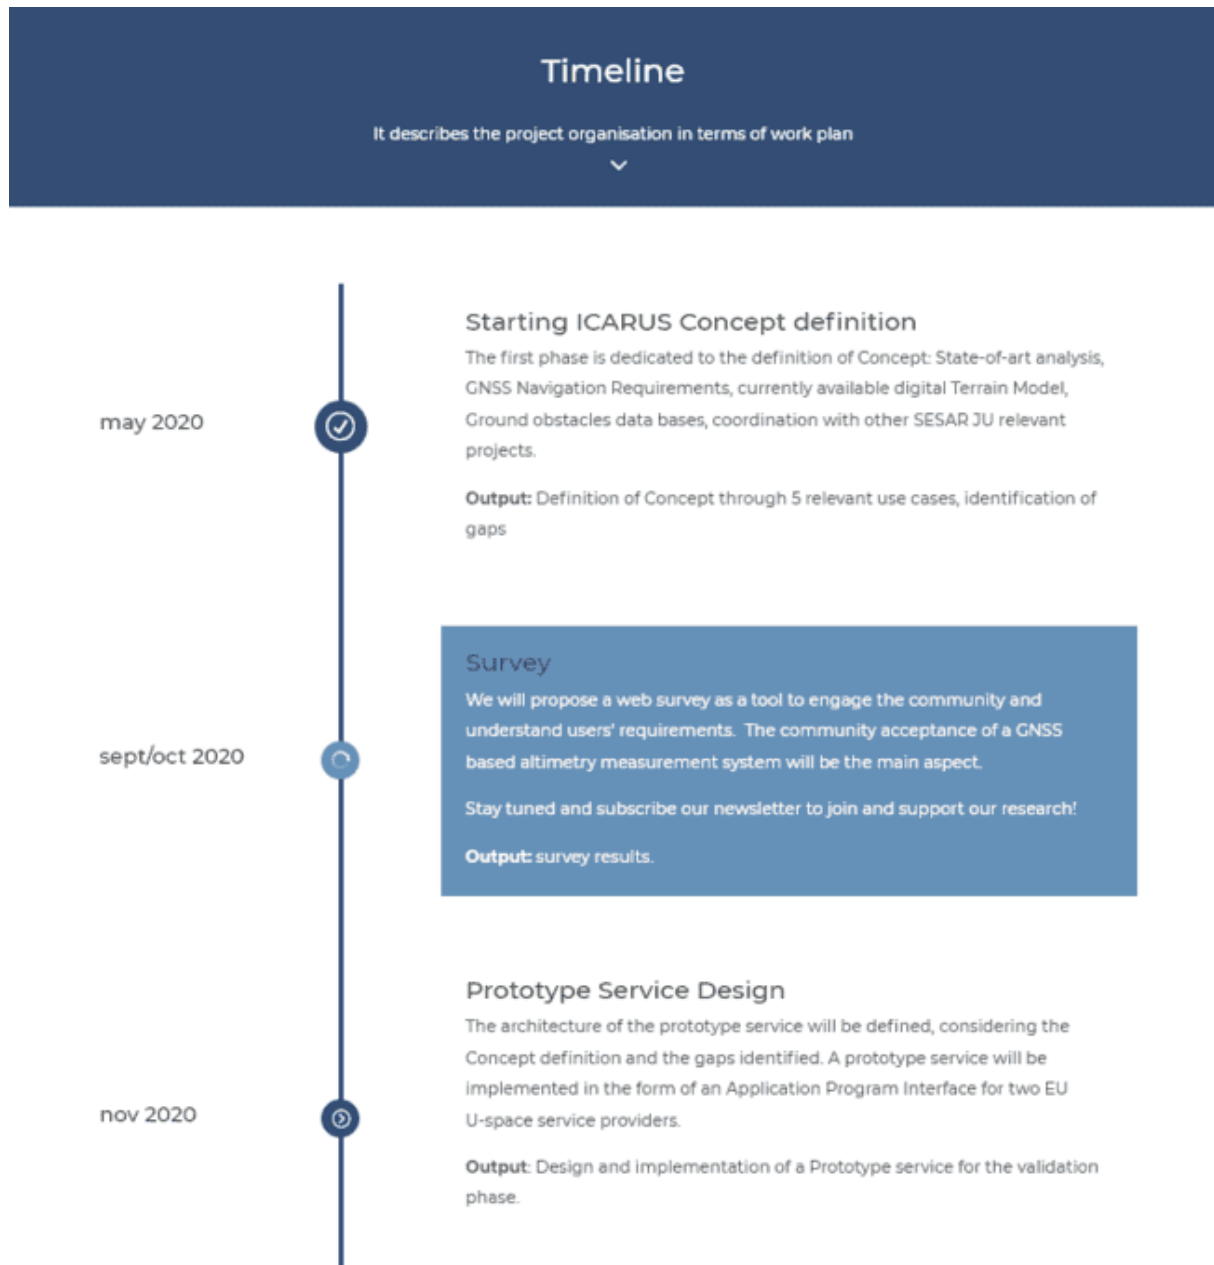 Timeline
It describes the project organisation in terms of work plan
Starting ICARUS Concept definition
The first phase is dedicated to the definition of Concept: State-of-art analysis,
GNSS Navigation Requirements, currently available digital Terrain Model,
Ground obstacles data bases, coordination with other SESAR JU relevant
projects.
may 2020
Output: Definition of Concept through 5 relevant use cases, identification of
gaps
Survey
We will propose a web survey as a tool to engage the community and
understand users' requirements.  The community acceptance of a GNSS
based altimetry measurement system will be the main aspect.
sept/oct 2020
Stay tuned and subscribe our newsletter to join and support our research!
Output: survey results.
Prototype Service Design
The architecture of the prototype service will be defined, considering the
Concept definition and the gaps identified. A prototype service will be
implemented in the form of an Application Program Interface for two EU
U-space service providers.
nov 2020
Output: Design and implementation of a Prototype service for the validation
phase.